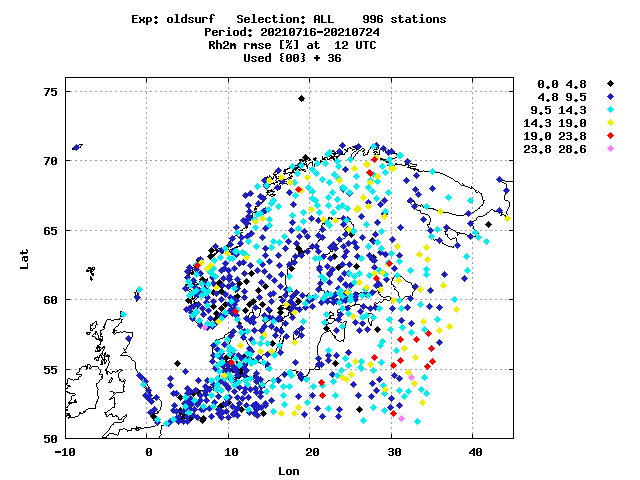 Exp: oldsurf Selection: ALL 996 stations
Period: 20210716-20210724
Rh2m rmse [%] at 12 UTC
Used {00} + 36
0.0 4.8
4.8 9.5
9.5 14.3
14.3 19.0
19.0 23.8
23.8 28.6
75
70
65
60
55
50
Lat
-10 0 10 20 30 40
Lon